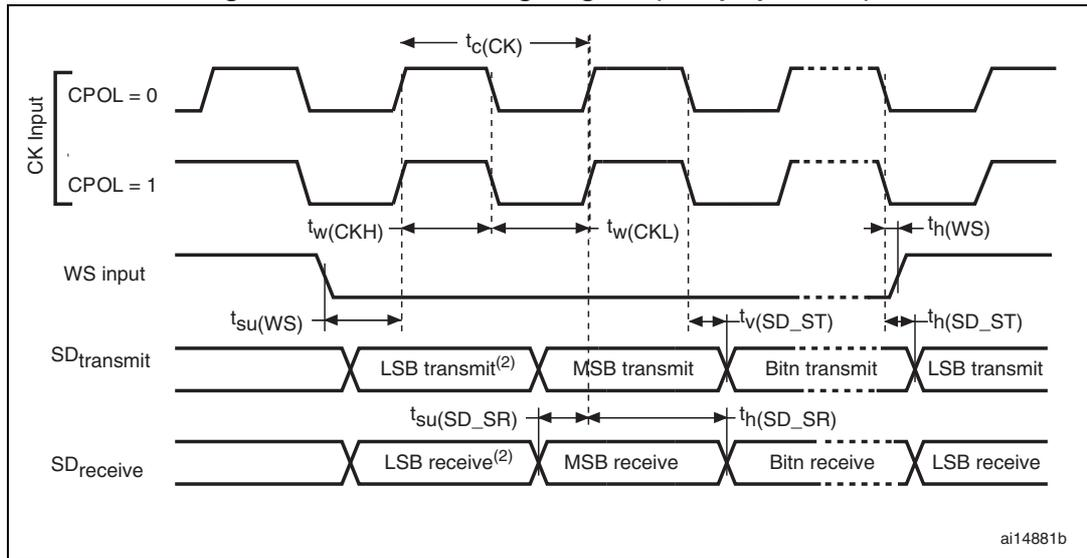 tc(CK)
CK Input
CPOL = 0
CPOL = 1
tw(CKH)
tw(CKL)
th(WS)
WS input
tsu(WS)
tv(SD_ST)
th(SD_ST)
SDtransmit
LSB transmit(2)
MSB transmit
Bitn transmit
LSB transmit
tsu(SD_SR)
th(SD_SR)
SDreceive
LSB receive(2)
MSB receive
Bitn receive
LSB receive
ai14881b